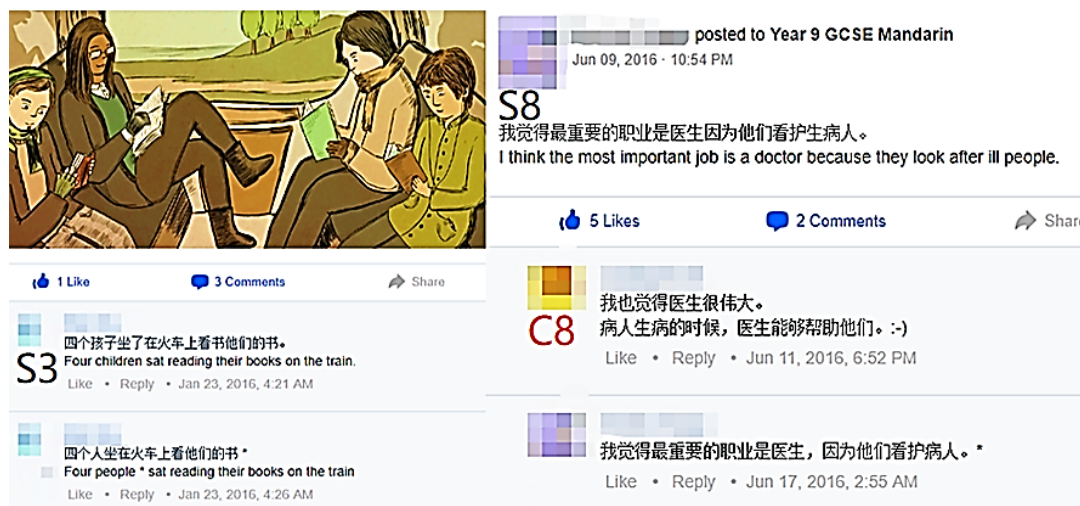 1 Like
3 Comments
Share
四个孩子坐了在火车上看书他们的书。
Four children sat reading their books on the train.
S3
Like • Reply • Jan 23, 2016, 4:21 AM
四个人坐在火车上看他们的书 *
Four people * sat reading their books on the train
Like • Reply • Jan 23, 2016, 4:26 AM
posted to Year 9 GCSE Mandarin
Jun 09, 2016 · 10:54 PM
S8
我觉得最重要的职业是医生因为他们看护生病人。
I think the most important job is a doctor because they look after ill people.
5 Likes
2 Comments
Shar
我也觉得医生很伟大。
C8
病人生病的时候，医生能够帮助他们。:-)
Like • Reply • Jun 11, 2016, 6:52 PM
我觉得最重要的职业是医生，因为他们看护病人。*
Like • Reply • Jun 17, 2016, 2:55 AM